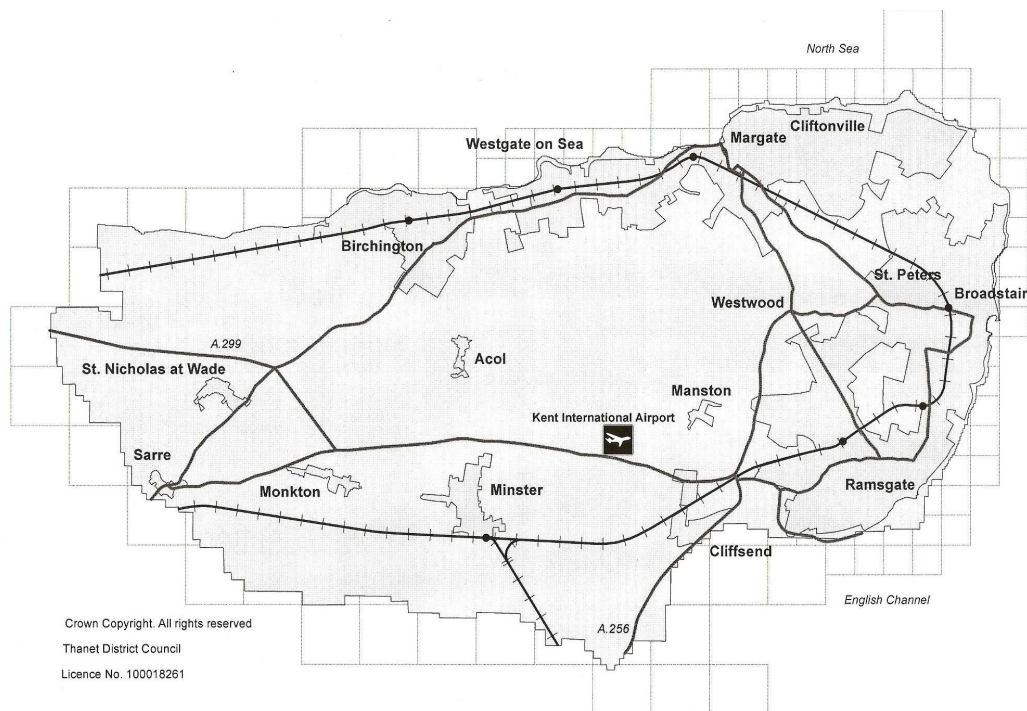 North Sea
Cliftonville
Margate
Westgate on Sea
Birchington
St. Peters
Broadstair
Westwood
A.299
Acol
St. Nicholas at Wade
Manston
Kent International Airport
Sarre
Monkton
Minster
Ramsgate
Cliffsend
English Channel
A.256
Crown Copyright. All rights reserved
Thanet District Council
Licence No. 100018261